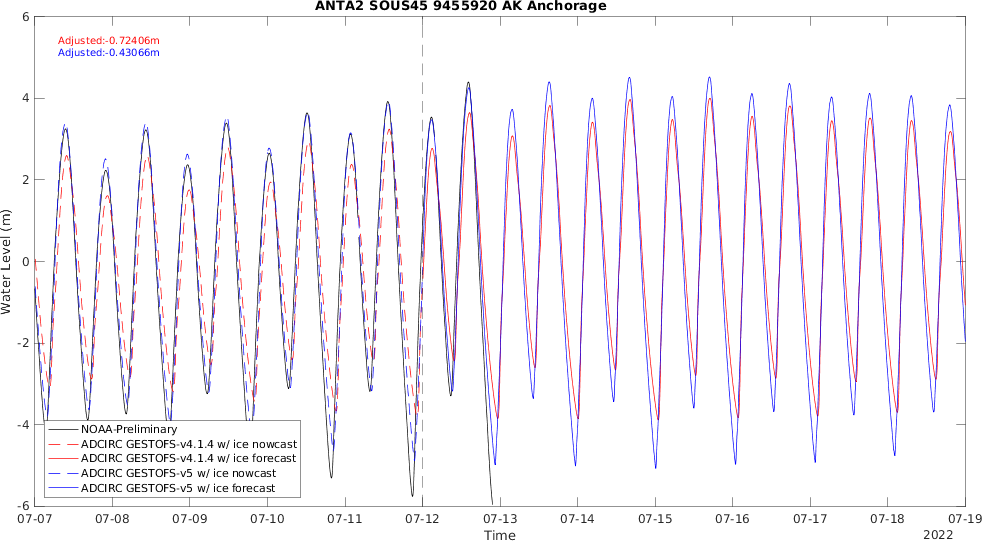 ANTA2 SOUS45 9455920 AK Anchorage
Adjusted:-0.72406m
Adjusted:-0.43066m
6
4
2
0
-2
-4
-6
Water Level (m)
NOAA-Preliminary
ADCIRC GESTOFS-v4.1.4 w/ ice nowcast
ADCIRC GESTOFS-v4.1.4 w/ ice forecast
ADCIRC GESTOFS-v5 w/ ice nowcast
ADCIRC GESTOFS-v5 w/ ice forecast
07-07 07-08 07-09 07-10 07-11 07-12 07-13 07-14 07-15 07-16 07-17 07-18 07-19
Time
2022